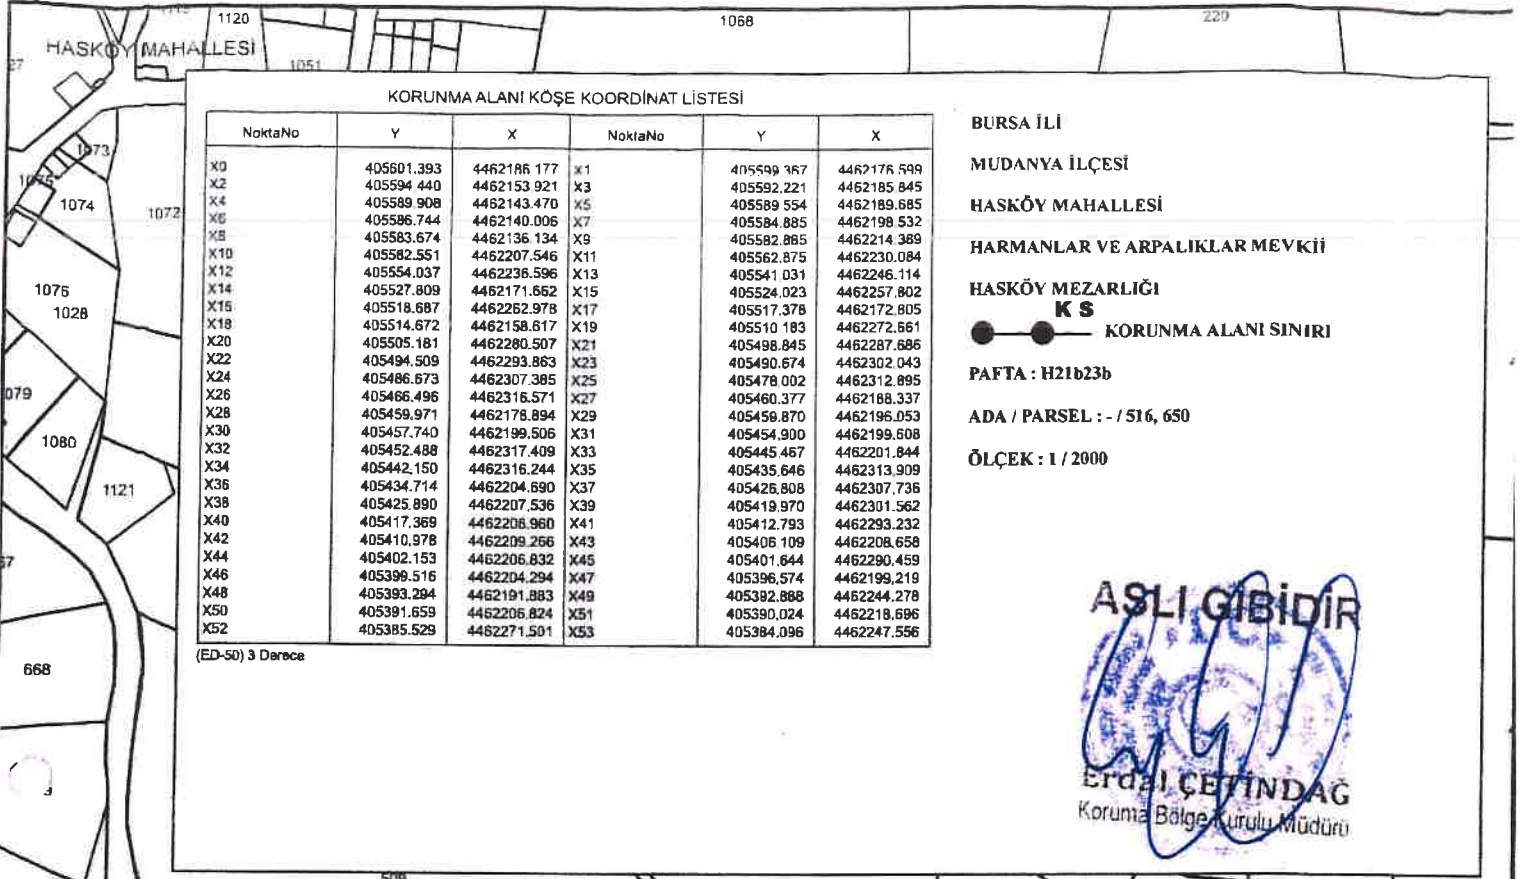 1120
1068
220
HASKÖY MAHALLESİ
1051
KORUNMA ALANI KÖŞE KOORDİNAT LİSTESİ
NoktaNo Y X NoktaNo Y X
X0 405601.393 4462186.177 X1 405599.367 4462176.599
X2 405594.440 4462153.921 X3 405592.221 4462185.845
X4 405589.908 4462143.470 X5 405589.554 4462189.685
X6 405586.744 4462140.006 X7 405584.885 4462198.532
X8 405583.674 4462136.134 X9 405582.885 4462214.389
X10 405582.551 4462207.546 X11 405562.875 4462230.084
X12 405554.037 4462236.596 X13 405541.031 4462246.114
X14 405527.809 4462171.662 X15 405524.023 4462257.802
X16 405518.687 4462262.978 X17 405517.378 4462172.805
X18 405514.672 4462158.617 X19 405510.183 4462272.661
X20 405505.181 4462280.507 X21 405498.845 4462287.686
X22 405494.509 4462293.863 X23 405490.674 4462302.043
X24 405486.673 4462307.385 X25 405478.002 4462312.895
X26 405466.496 4462316.571 X27 405460.377 4462188.337
X28 405459.971 4462178.894 X29 405459.870 4462196.053
X30 405457.740 4462199.506 X31 405454.900 4462199.608
X32 405452.488 4462317.409 X33 405445.467 4462201.844
X34 405442.150 4462316.244 X35 405435.646 4462313.909
X36 405434.714 4462204.690 X37 405426.808 4462307.736
X38 405425.890 4462207.536 X39 405419.970 4462301.562
X40 405417.369 4462208.960 X41 405412.793 4462293.232
X42 405410.978 4462209.266 X43 405406.109 4462208.658
X44 405402.153 4462206.832 X45 405401.644 4462290.459
X46 405399.516 4462204.294 X47 405396.574 4462199.219
X48 405393.294 4462191.883 X49 405392.888 4462244.278
X50 405391.659 4462206.824 X51 405390.024 4462218.696
X52 405385.529 4462271.501 X53 405384.096 4462247.556
(ED-50) 3 Derece
BURSA İLİ
MUDANYA İLÇESİ
HASKÖY MAHALLESİ
HARMANLAR VE ARPALIKLAR MEVKİİ
HASKÖY MEZARLIĞI
K S
KORUNMA ALANI SINIRI
PAFTA : H21b23b
ADA / PARSEL : - / 516, 650
ÖLÇEK : 1 / 2000
ASLI GİBİDİR
Erdal ÇETİNDAĞ
Koruma Bölge Kurulu Müdürü
1073
1075
1074
1072
1076
1028
079
1080
1121
668